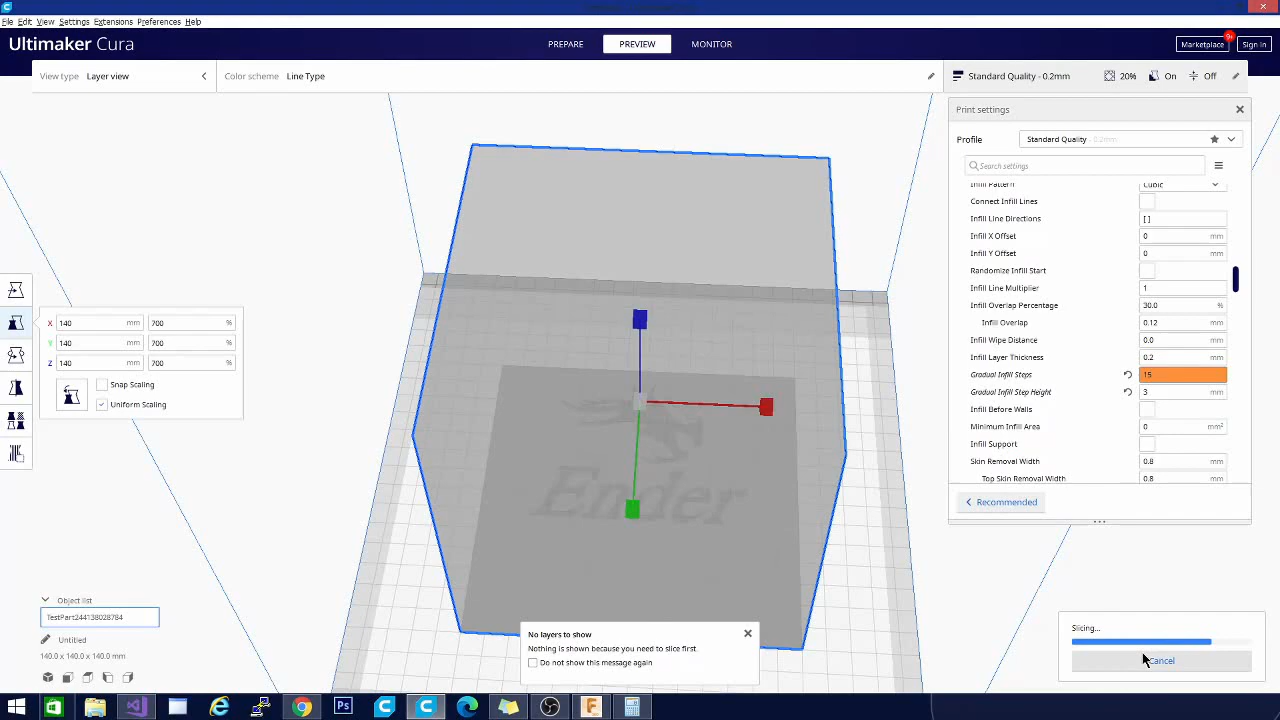 File Edit View Settings Extensions Preferences Help
Ultimaker Cura
PREPARE PREVIEW MONITOR
Marketplace
Sign in
View type Layer view
Color scheme Line Type
Standard Quality - 0.2mm 20% On Off
Print settings
Profile Standard Quality - 0.2mm
Search settings
Infill Pattern Cubic
Connect Infill Lines
Infill Line Directions [ ]
Infill X Offset 0 mm
Infill Y Offset 0 mm
Randomize Infill Start
Infill Line Multiplier 1
Infill Overlap Percentage 30.0 %
Infill Overlap 0.12 mm
Infill Wipe Distance 0.0 mm
Infill Layer Thickness 0.2 mm
Gradual Infill Steps 15
Gradual Infill Step Height 3 mm
Infill Before Walls
Minimum Infill Area 0 mm²
Infill Support
Skin Removal Width 0.8 mm
Top Skin Removal Width 0.8 mm
Recommended
X 140 mm 700 %
Y 140 mm 700 %
Z 140 mm 700 %
Snap Scaling
Uniform Scaling
Ender
Object list
TestPart244138028784
Untitled
140.0 x 140.0 x 140.0 mm
No layers to show
Nothing is shown because you need to slice first.
Do not show this message again
Slicing...
Cancel
Ps